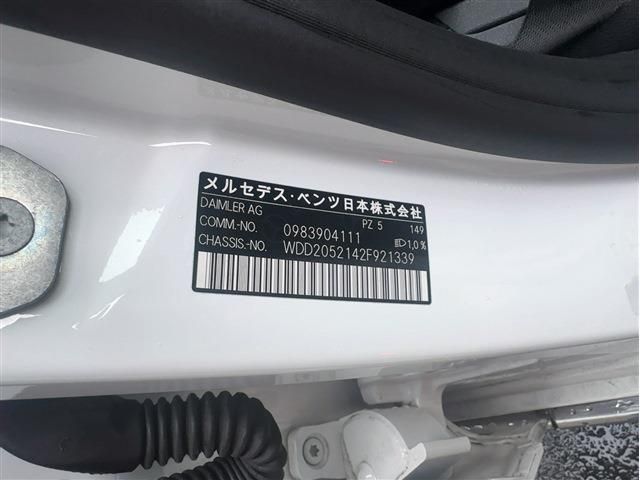 メルセデス・ベンツ日本株式会社
DAIMLER AG PZ 5 149
COMM.-NO. 0983904111 1,0%
CHASSIS.-NO. WDD2052142F921339